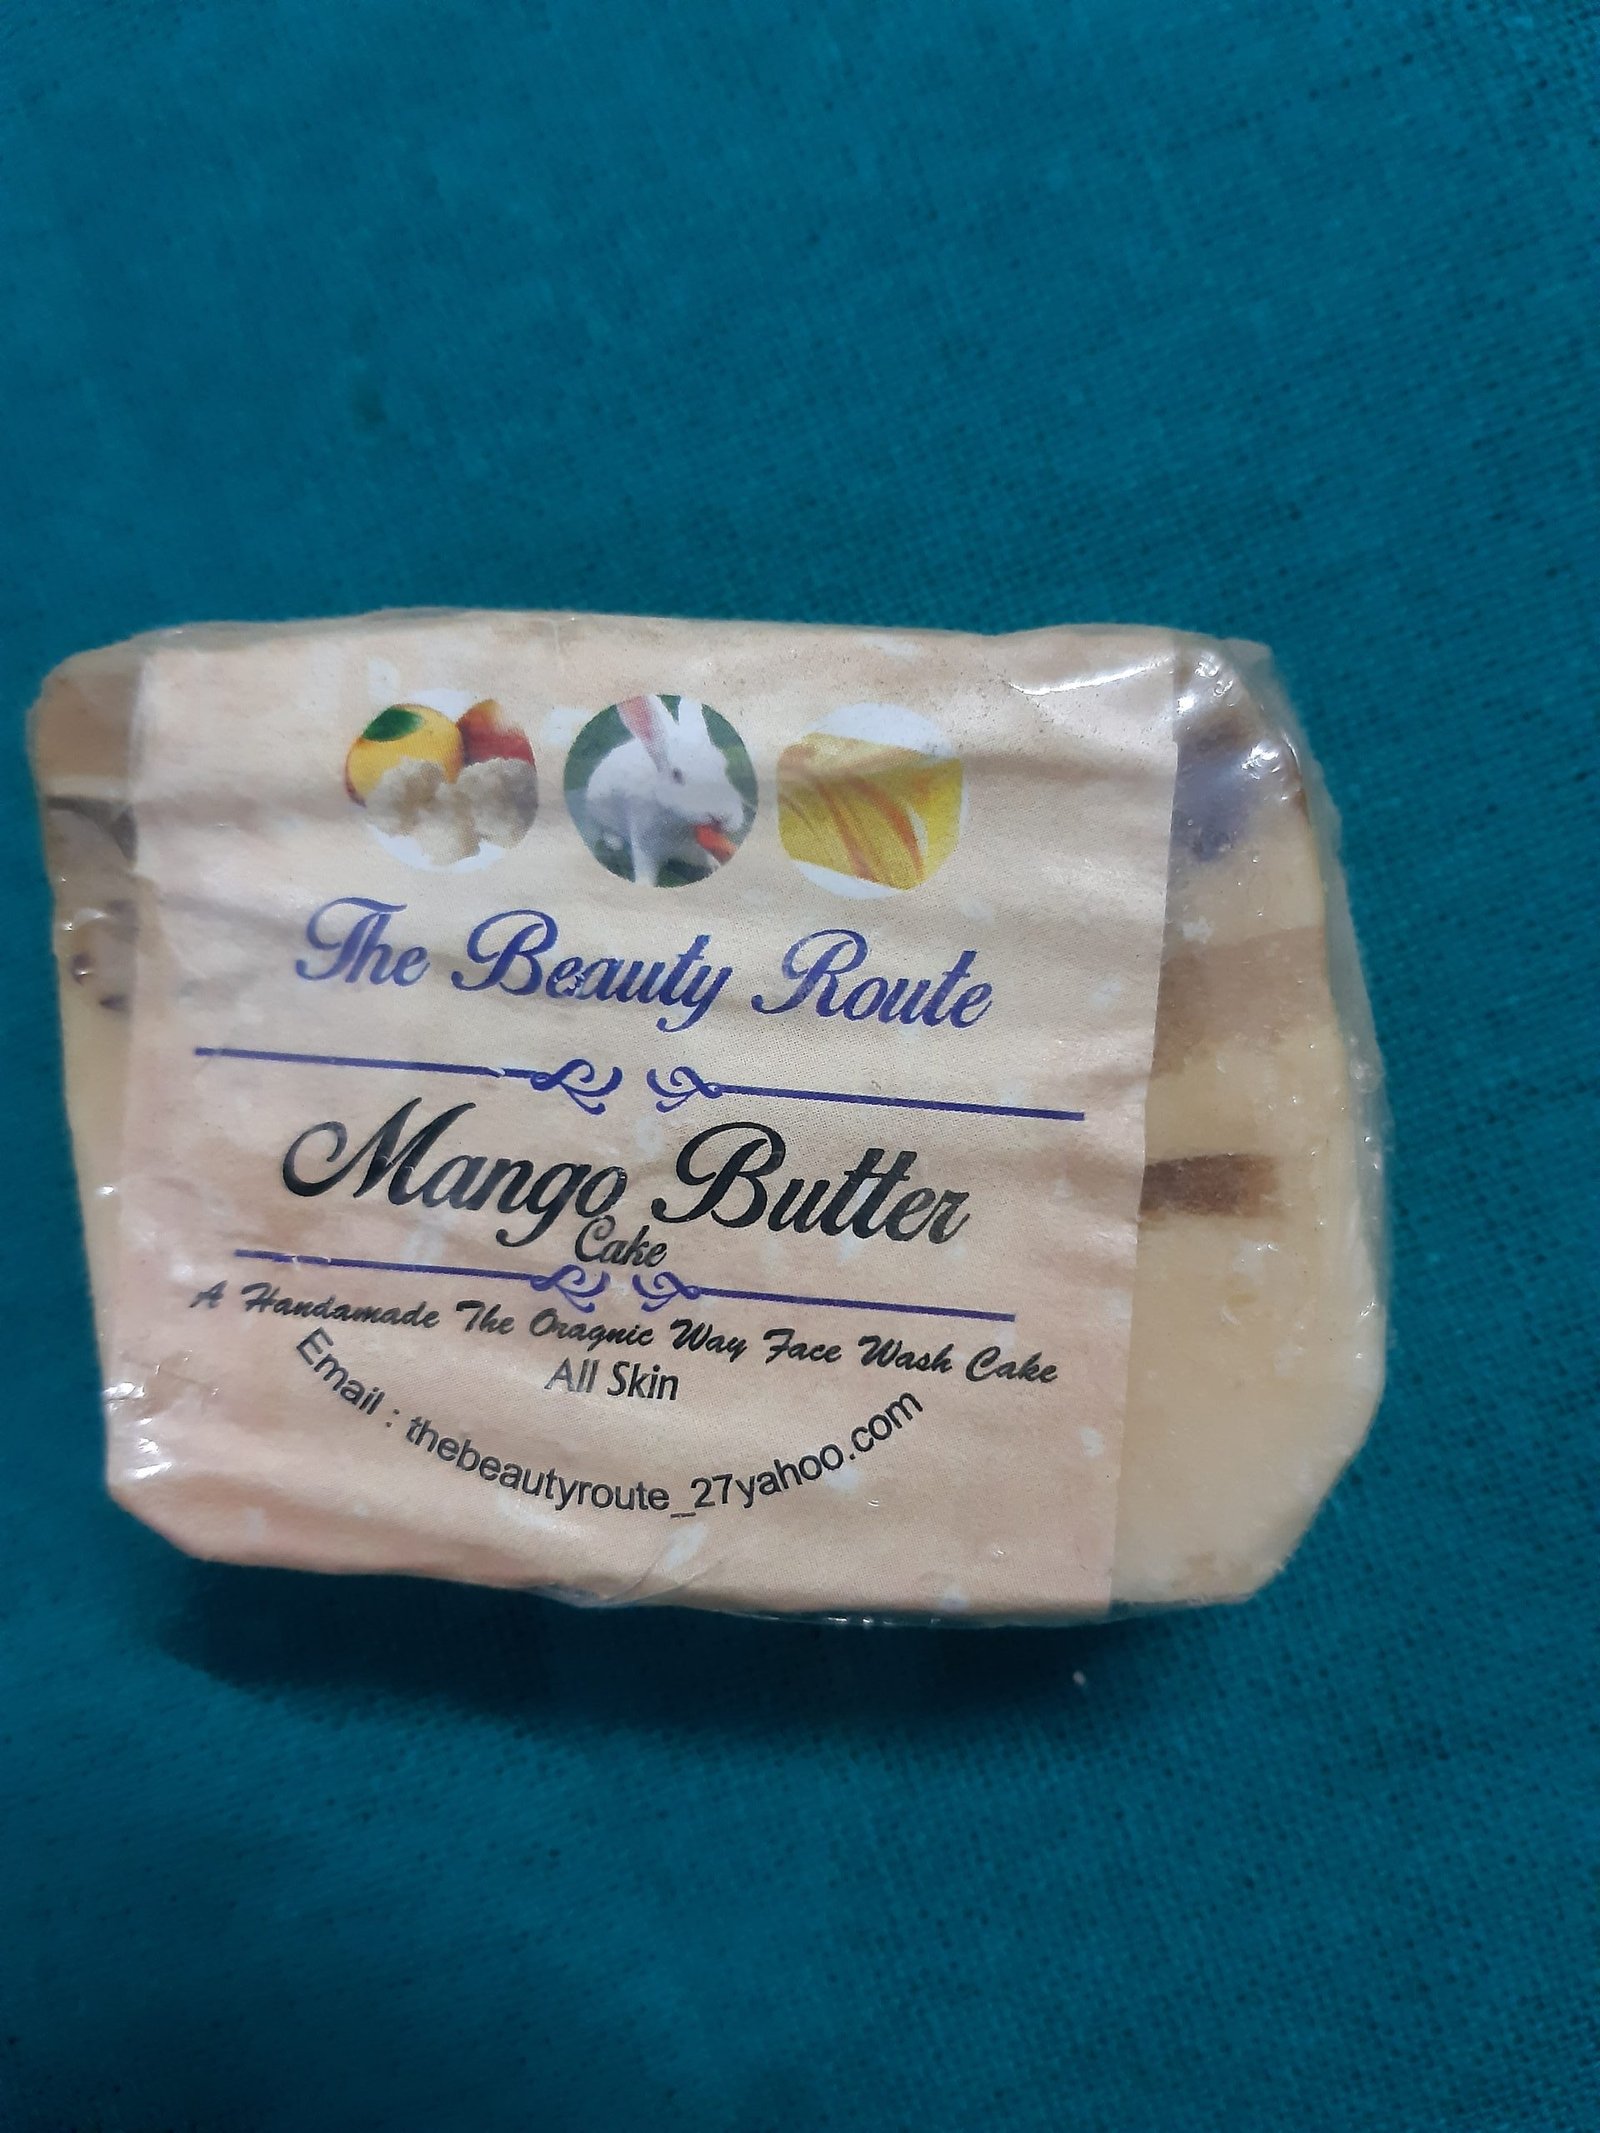 The Beauty Route
Mango Butter
Cake
A Handamade The Oragnic Way Face Wash Cake
All Skin
Email : thebeautyroute_27yahoo.com